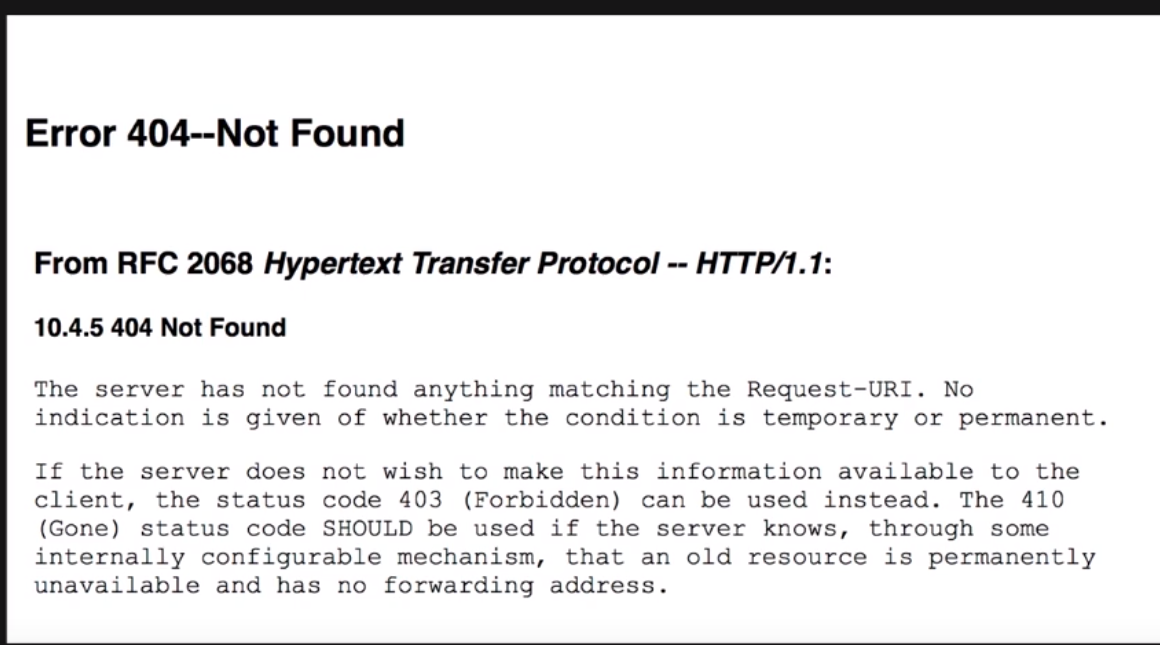 Error 404--Not Found
From RFC 2068 Hypertext Transfer Protocol -- HTTP/1.1:
10.4.5 404 Not Found
The server has not found anything matching the Request-URI. No
indication is given of whether the condition is temporary or permanent.
If the server does not wish to make this information available to the
client, the status code 403 (Forbidden) can be used instead. The 410
(Gone) status code SHOULD be used if the server knows, through some
internally configurable mechanism, that an old resource is permanently
unavailable and has no forwarding address.